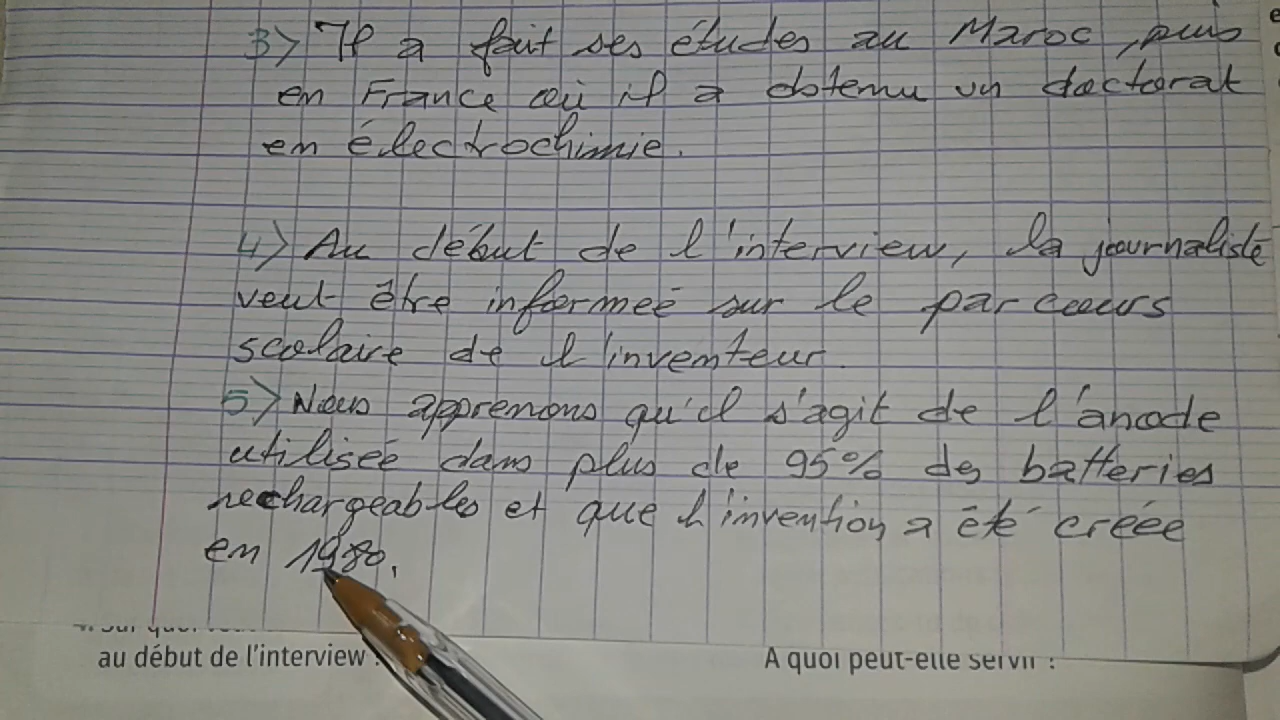 3) Il a fait ses études au Maroc, puis
en France où il a obtenu un doctorat
en électrochimie.
4) Au début de l'interview, la journaliste
veut être informée sur le parcours
scolaire de l'inventeur.
5) Nous apprenons qu'il s'agit de l'anode
utilisée dans plus de 95% des batteries
rechargeables et que l'invention a été créée
en 1980.
au début de l'interview
A quoi peut-elle servir ?